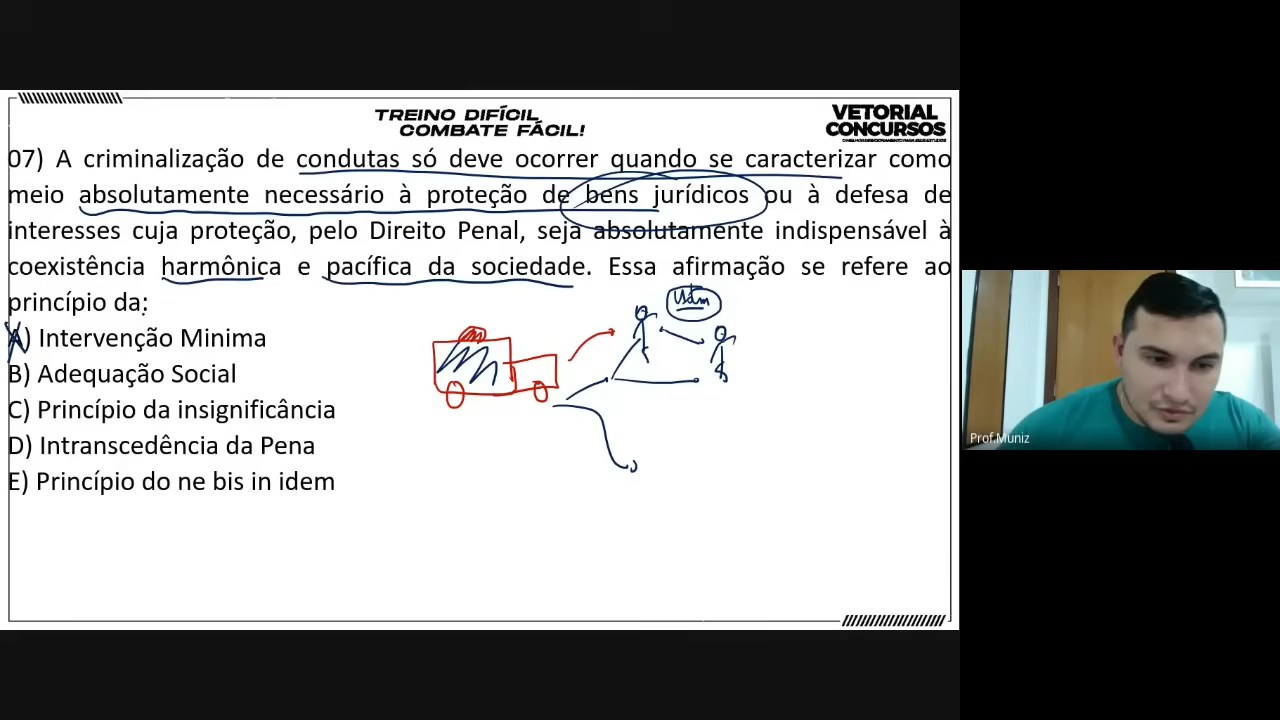 TREINO DIFÍCIL
COMBATE FÁCIL!
VETORIAL
CONCURSOS
07) A criminalização de condutas só deve ocorrer quando se caracterizar como
meio absolutamente necessário à proteção de bens jurídicos ou à defesa de
interesses cuja proteção, pelo Direito Penal, seja absolutamente indispensável à
coexistência harmônica e pacífica da sociedade. Essa afirmação se refere ao
princípio da:
A) Intervenção Minima
B) Adequação Social
C) Princípio da insignificância
D) Intranscedência da Pena
E) Princípio do ne bis in idem
Prof.Muniz